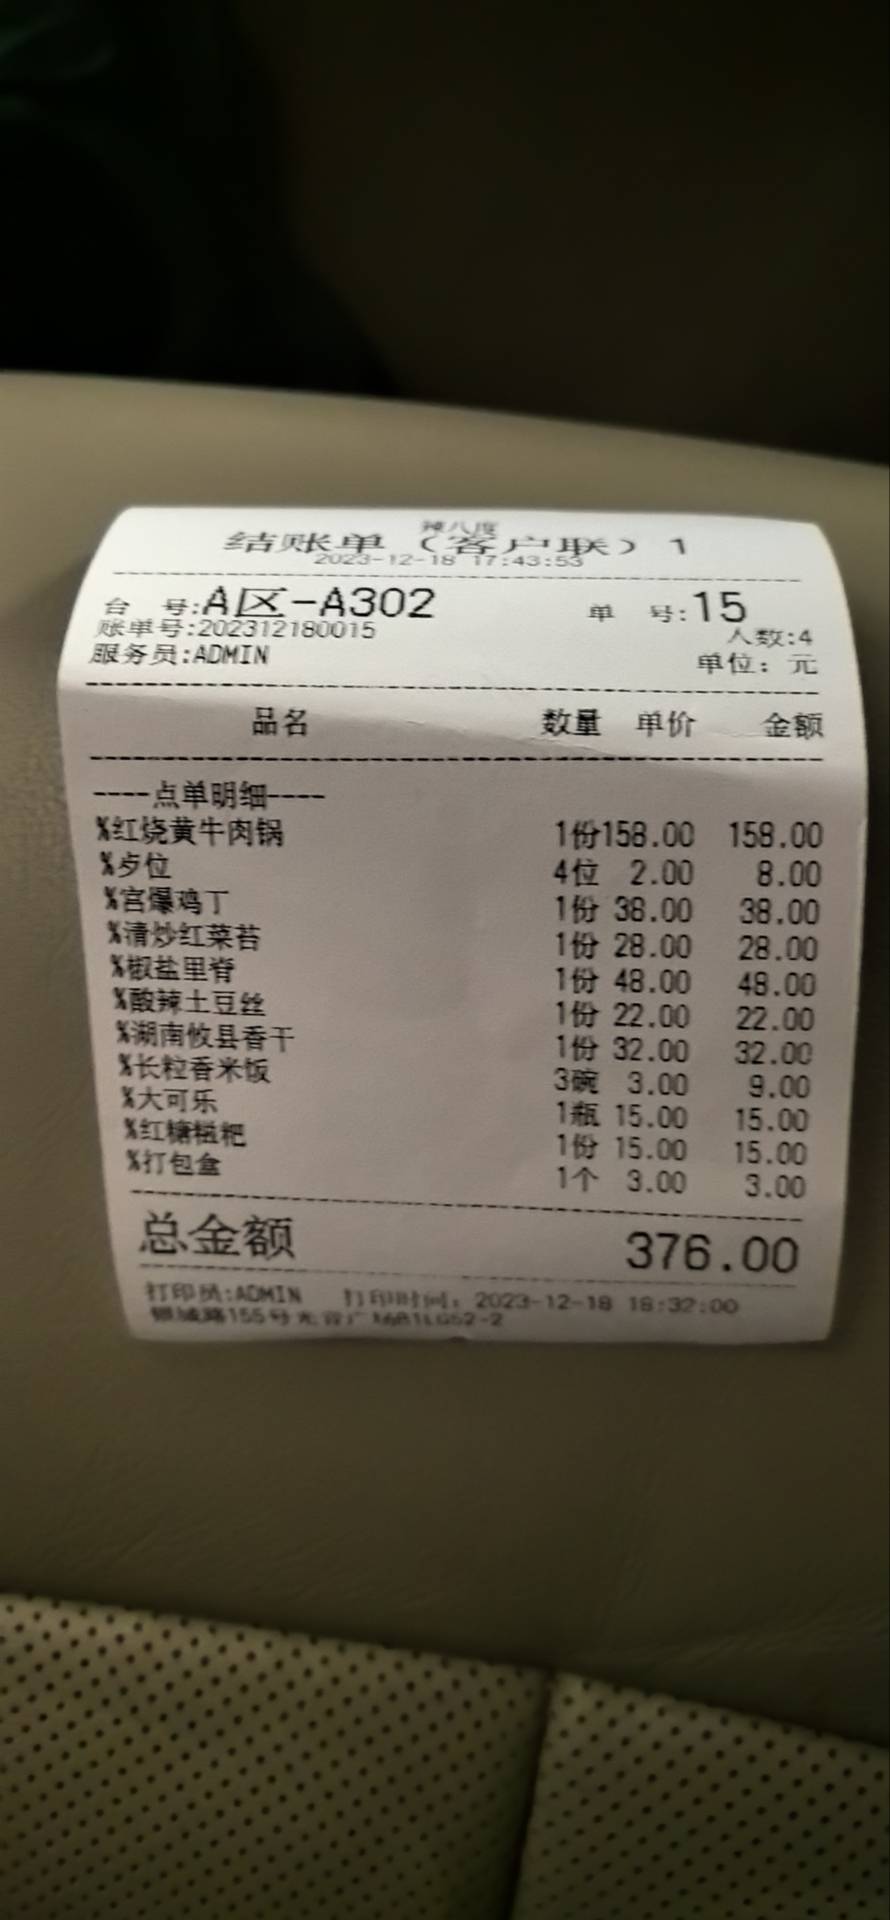 辣八度
结账单（客户联）1
2023-12-18 17:43:53
台 号:A区-A302 单 号:15
账单号:202312180015 人数:4
服务员:ADMIN 单位：元
品名 数量 单价 金额
----点单明细----
%红烧黄牛肉锅 1份158.00 158.00
%歺位 4位 2.00 8.00
%宫爆鸡丁 1份 38.00 38.00
%清炒红菜苔 1份 28.00 28.00
%椒盐里脊 1份 48.00 48.00
%酸辣土豆丝 1份 22.00 22.00
%湖南攸县香干 1份 32.00 32.00
%长粒香米饭 3碗 3.00 9.00
%大可乐 1瓶 15.00 15.00
%红糖糍粑 1份 15.00 15.00
%打包盒 1个 3.00 3.00
总金额 376.00
打印员:ADMIN 打印时间：2023-12-18 18:32:00
155号